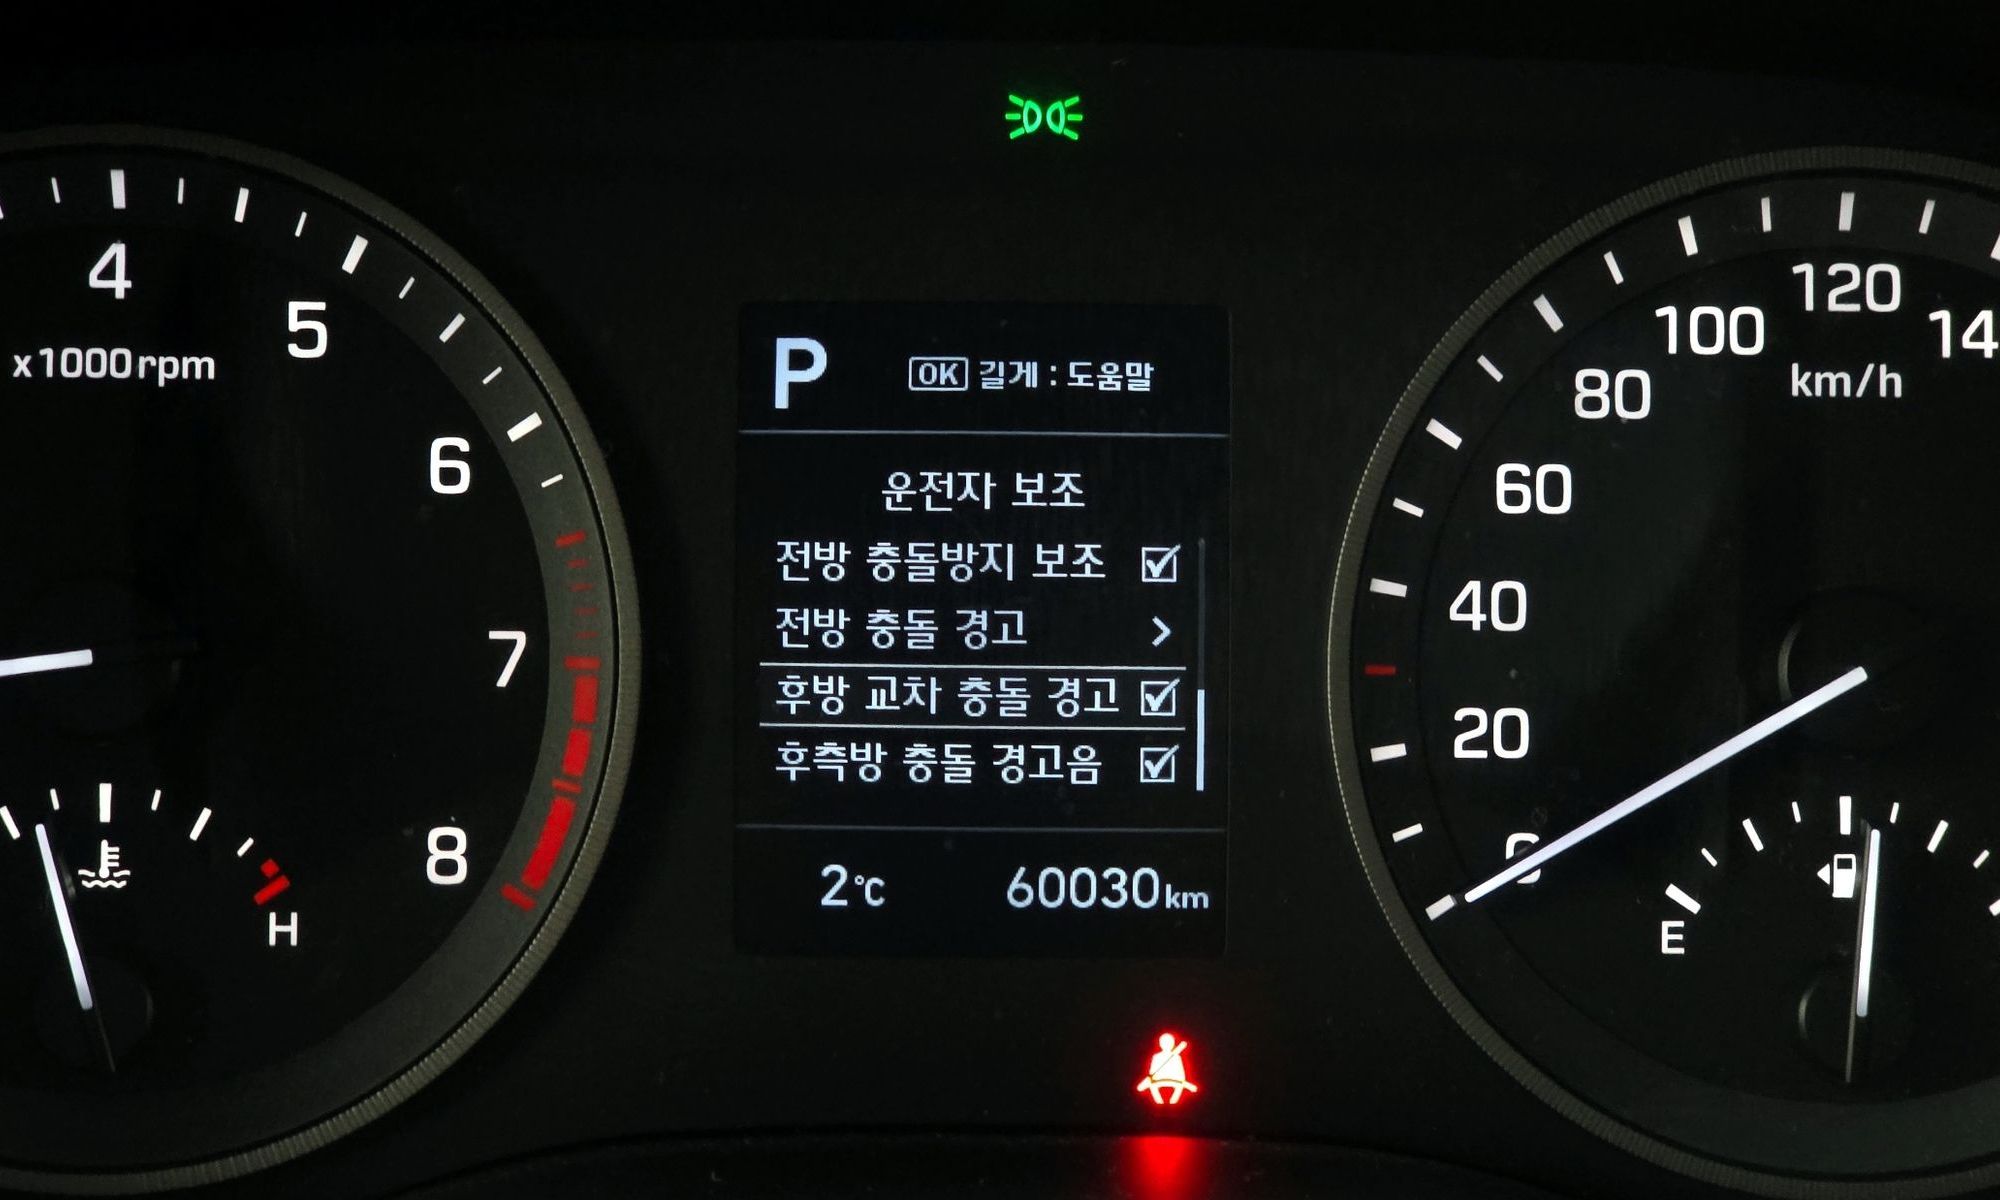 4
5
x1000rpm
6
7
8
H
P
OK 길게 : 도움말
운전자 보조
전방 충돌방지 보조
전방 충돌 경고
후방 교차 충돌 경고
후측방 충돌 경고음
2℃ 60030km
120
100
14
80
km/h
60
40
20
0
E